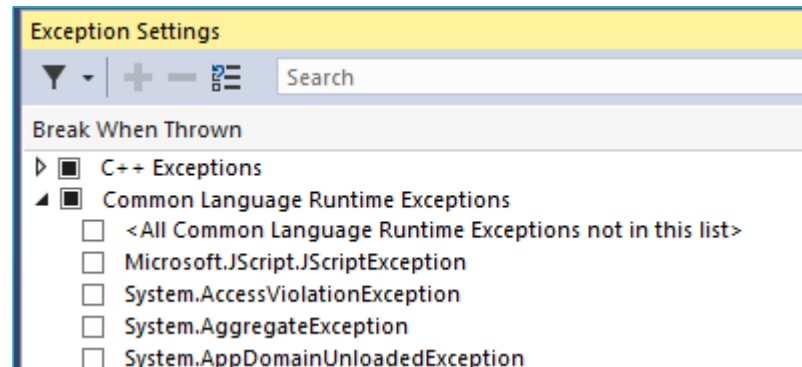 Exception Settings
Search
Break When Thrown
C++ Exceptions
Common Language Runtime Exceptions
<All Common Language Runtime Exceptions not in this list>
Microsoft.JScript.JScriptException
System.AccessViolationException
System.AggregateException
System.AppDomainUnloadedException